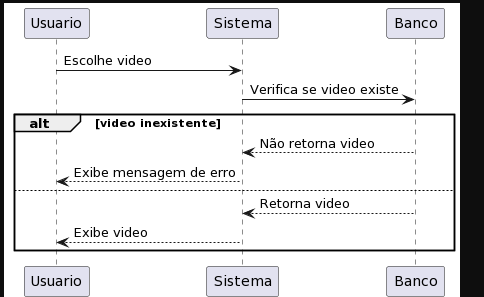 Usuario Sistema Banco
Escolhe video
Verifica se video existe
alt [video inexistente]
Não retorna video
Exibe mensagem de erro
Retorna video
Exibe video
Usuario Sistema Banco